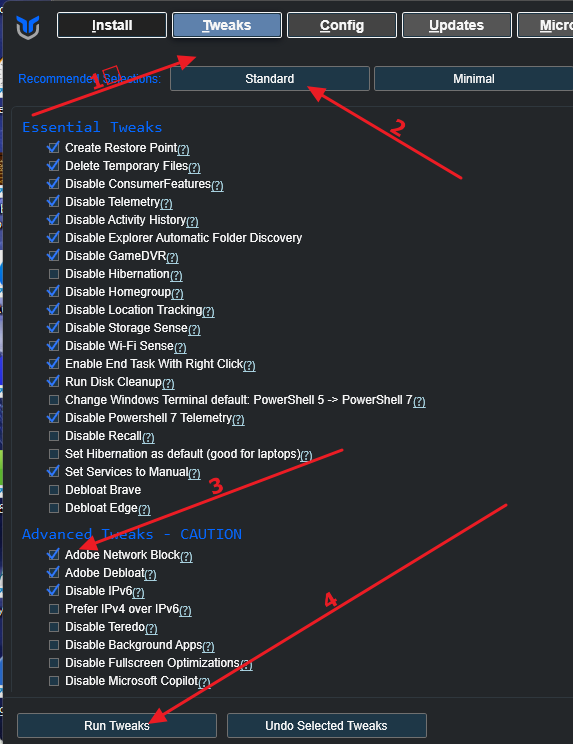 Install Tweaks Config Updates Micro
Recommended Selections: Standard Minimal
1
2
Essential Tweaks
Create Restore Point(?)
Delete Temporary Files(?)
Disable ConsumerFeatures(?)
Disable Telemetry(?)
Disable Activity History(?)
Disable Explorer Automatic Folder Discovery
Disable GameDVR(?)
Disable Hibernation(?)
Disable Homegroup(?)
Disable Location Tracking(?)
Disable Storage Sense(?)
Disable Wi-Fi Sense(?)
Enable End Task With Right Click(?)
Run Disk Cleanup(?)
Change Windows Terminal default: PowerShell 5 -> PowerShell 7(?)
Disable Powershell 7 Telemetry(?)
Disable Recall(?)
Set Hibernation as default (good for laptops)(?)
Set Services to Manual(?)
3
Debloat Brave
Debloat Edge(?)
Advanced Tweaks - CAUTION
Adobe Network Block(?)
Adobe Debloat(?)
Disable IPv6(?)
4
Prefer IPv4 over IPv6(?)
Disable Teredo(?)
Disable Background Apps(?)
Disable Fullscreen Optimizations(?)
Disable Microsoft Copilot(?)
Run Tweaks Undo Selected Tweaks